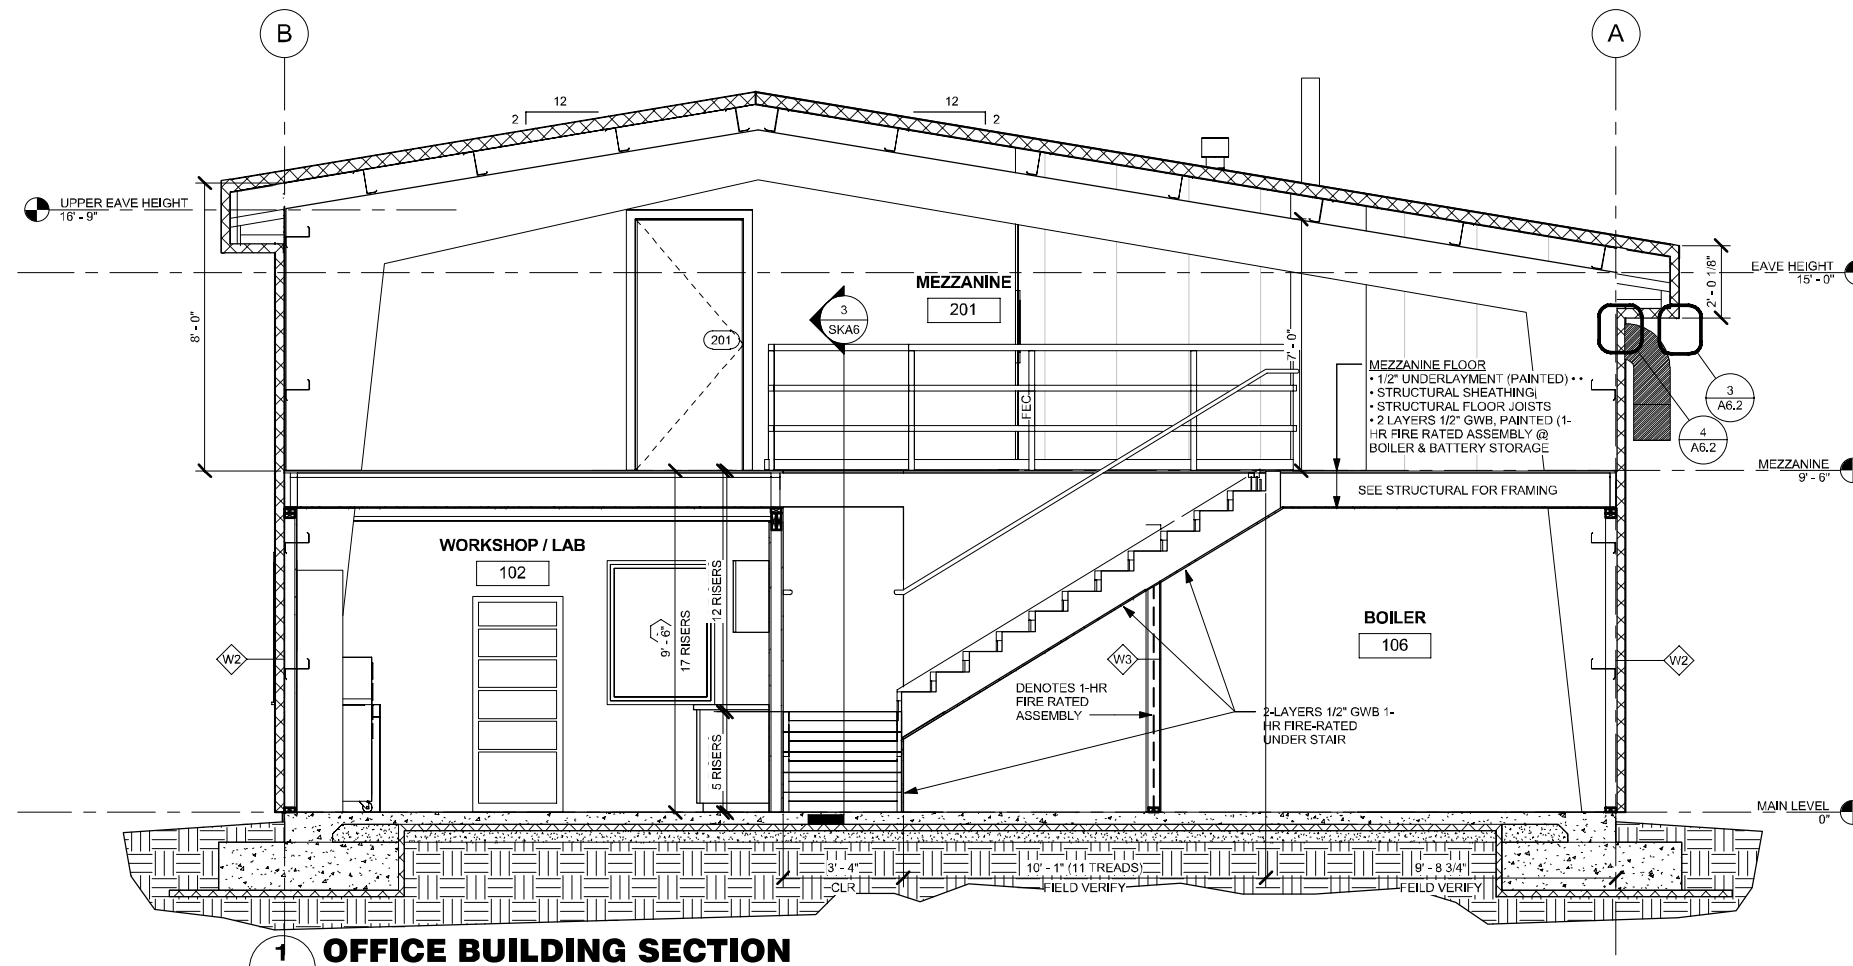 B
A
12
2
12
2
UPPER EAVE HEIGHT
16' - 9"
8' - 0"
MEZZANINE
201
3
SKA6
201
7' - 0"
FEC
EAVE HEIGHT
15' - 0"
2' - 0 1/8"
MEZZANINE FLOOR
• 1/2" UNDERLAYMENT (PAINTED) • •
• STRUCTURAL SHEATHING
• STRUCTURAL FLOOR JOISTS
• 2 LAYERS 1/2" GWB, PAINTED (1-
HR FIRE RATED ASSEMBLY @
BOILER & BATTERY STORAGE
3
A6.2
4
A6.2
MEZZANINE
9' - 6"
SEE STRUCTURAL FOR FRAMING
WORKSHOP / LAB
102
9' - 6"
17 RISERS
12 RISERS
5 RISERS
W2
W3
BOILER
106
W2
DENOTES 1-HR
FIRE RATED
ASSEMBLY
2-LAYERS 1/2" GWB 1-
HR FIRE-RATED
UNDER STAIR
MAIN LEVEL
0"
3' - 4"
CLR
10' - 1" (11 TREADS)
FIELD VERIFY
9' - 8 3/4"
FEILD VERIFY
1
OFFICE BUILDING SECTION